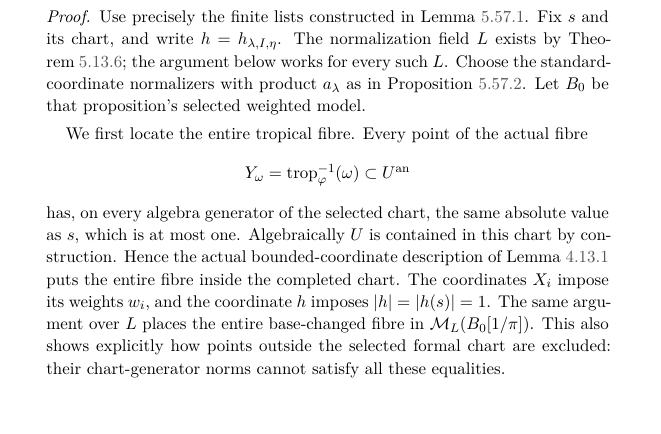 Proof. Use precisely the finite lists constructed in Lemma 5.57.1. Fix s and
its chart, and write h = h_{λ,I,η}. The normalization field L exists by Theo-
rem 5.13.6; the argument below works for every such L. Choose the standard-
coordinate normalizers with product a_λ as in Proposition 5.57.2. Let B_0 be
that proposition's selected weighted model.
We first locate the entire tropical fibre. Every point of the actual fibre
Y_ω = trop_φ^{-1}(ω) ⊂ U^{an}
has, on every algebra generator of the selected chart, the same absolute value
as s, which is at most one. Algebraically U is contained in this chart by con-
struction. Hence the actual bounded-coordinate description of Lemma 4.13.1
puts the entire fibre inside the completed chart. The coordinates X_i impose
its weights w_i, and the coordinate h imposes |h| = |h(s)| = 1. The same argu-
ment over L places the entire base-changed fibre in M_L(B_0[1/π]). This also
shows explicitly how points outside the selected formal chart are excluded:
their chart-generator norms cannot satisfy all these equalities.